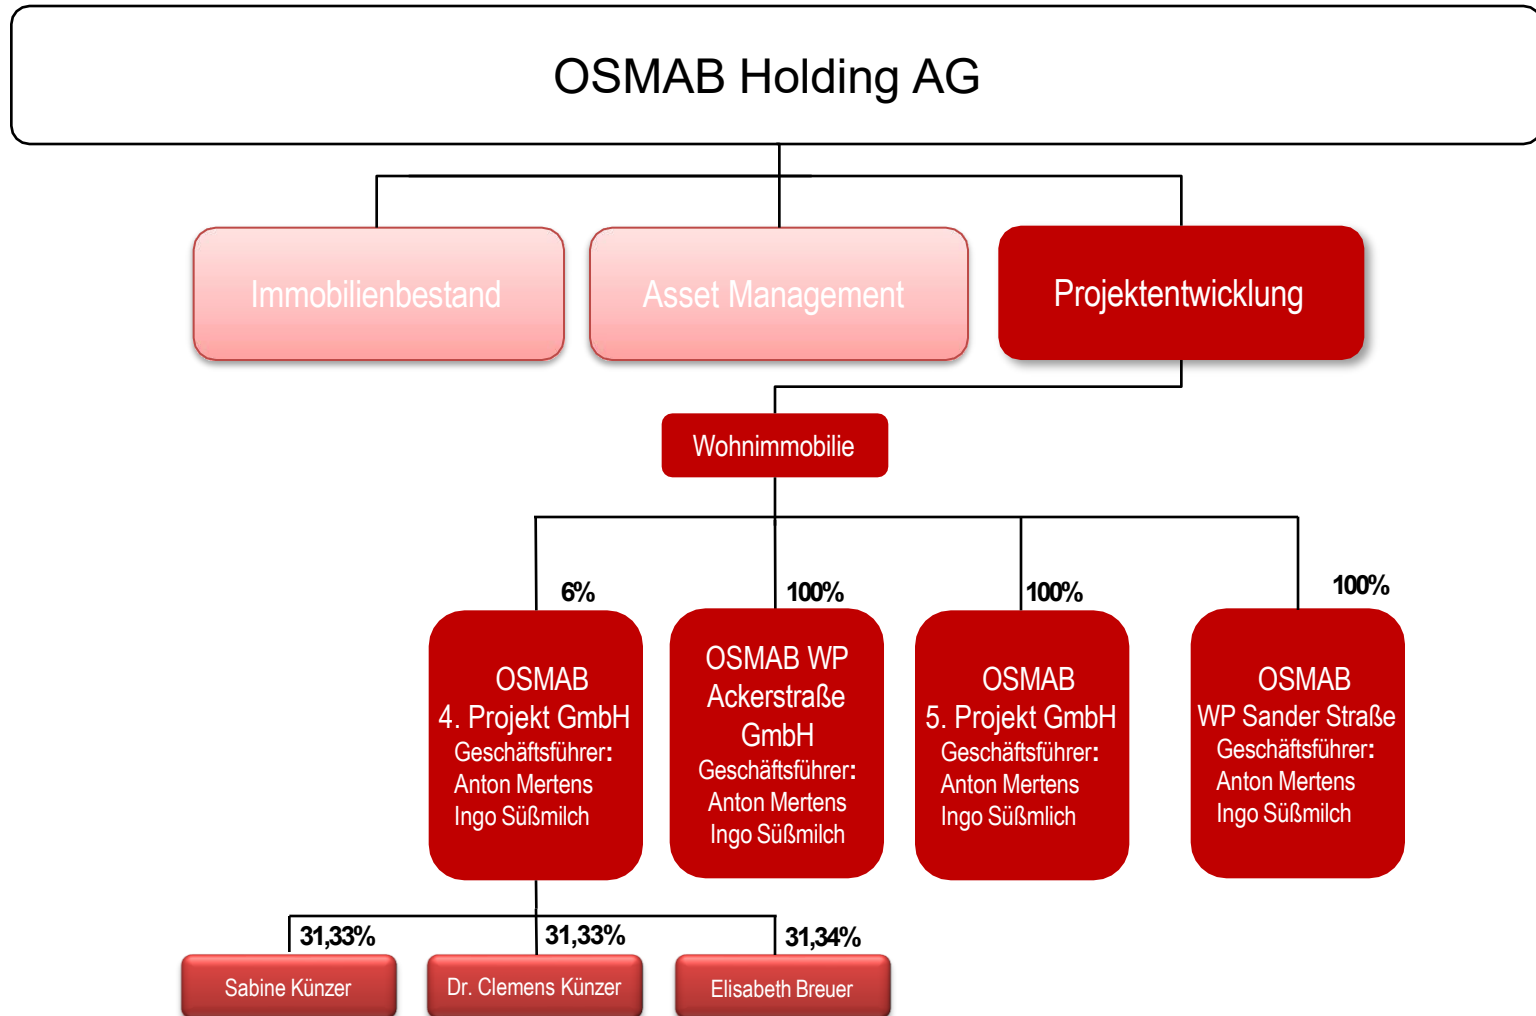 OSMAB Holding AG
Immobilienbestand
Asset Management
Projektentwicklung
Wohnimmobilie
6%
100%
100%
100%
OSMAB
4. Projekt GmbH
Geschäftsführer:
Anton Mertens
Ingo Süßmilch
OSMAB WP
Ackerstraße
GmbH
Geschäftsführer:
Anton Mertens
Ingo Süßmilch
OSMAB
5. Projekt GmbH
Geschäftsführer:
Anton Mertens
Ingo Süßmlich
OSMAB
WP Sander Straße
Geschäftsführer:
Anton Mertens
Ingo Süßmilch
31,33%
31,33%
31,34%
Sabine Künzer
Dr. Clemens Künzer
Elisabeth Breuer